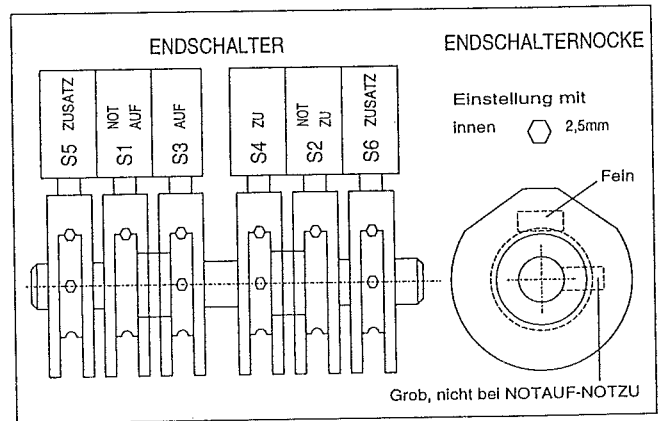 ENDSCHALTER
ENDSCHALTERNOCKE
S5 ZUSATZ
S1 NOT AUF
S3 AUF
S4 ZU
S2 NOT ZU
S6 ZUSATZ
Einstellung mit
innen 2,5mm
Fein
Grob, nicht bei NOTAUF-NOTZU